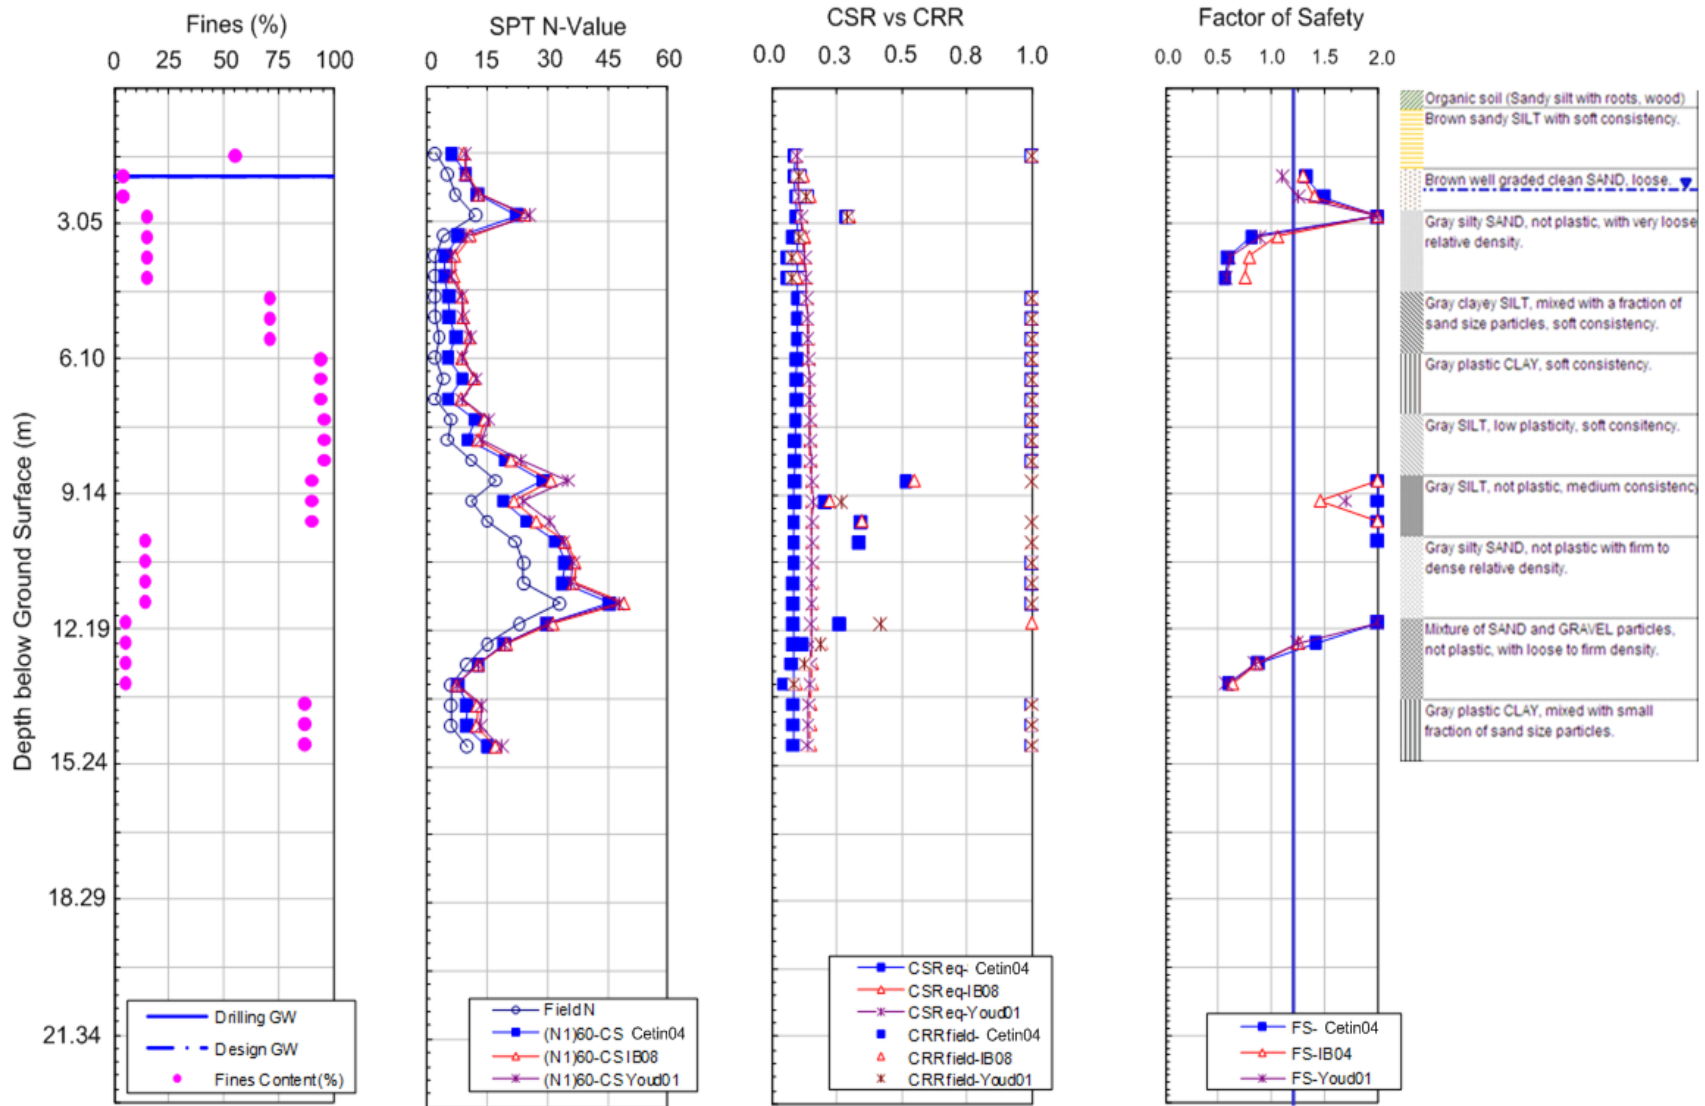 Fines (%)
0 25 50 75 100
SPT N-Value
0 15 30 45 60
CSR vs CRR
0.0 0.3 0.5 0.8 1.0
Factor of Safety
0.0 0.5 1.0 1.5 2.0
Depth below Ground Surface (m)
3.05
6.10
9.14
12.19
15.24
18.29
21.34
Organic soil (Sandy silt with roots, wood)
Brown sandy SILT with soft consistency.
Brown well graded clean SAND, loose.
Gray silty SAND, not plastic, with very loose
relative density.
Gray clayey SILT, mixed with a fraction of
sand size particles, soft consistency.
Gray plastic CLAY, soft consistency.
Gray SILT, low plasticity, soft consitency.
Gray SILT, not plastic, medium consistency
Gray silty SAND, not plastic with firm to
dense relative density.
Mixture of SAND and GRAVEL particles,
not plastic, with loose to firm density.
Gray plastic CLAY, mixed with small
fraction of sand size particles.
Drilling GW
Design GW
Fines Content(%)
Field N
(N1)60-CS Cetin04
(N1)60-CS IB08
(N1)60-CS Youd01
CSReq- Cetin04
CSReq-IB08
CSReq-Youd01
CRRfield- Cetin04
CRRfield-IB08
CRRfield-Youd01
FS- Cetin04
FS-IB04
FS-Youd01